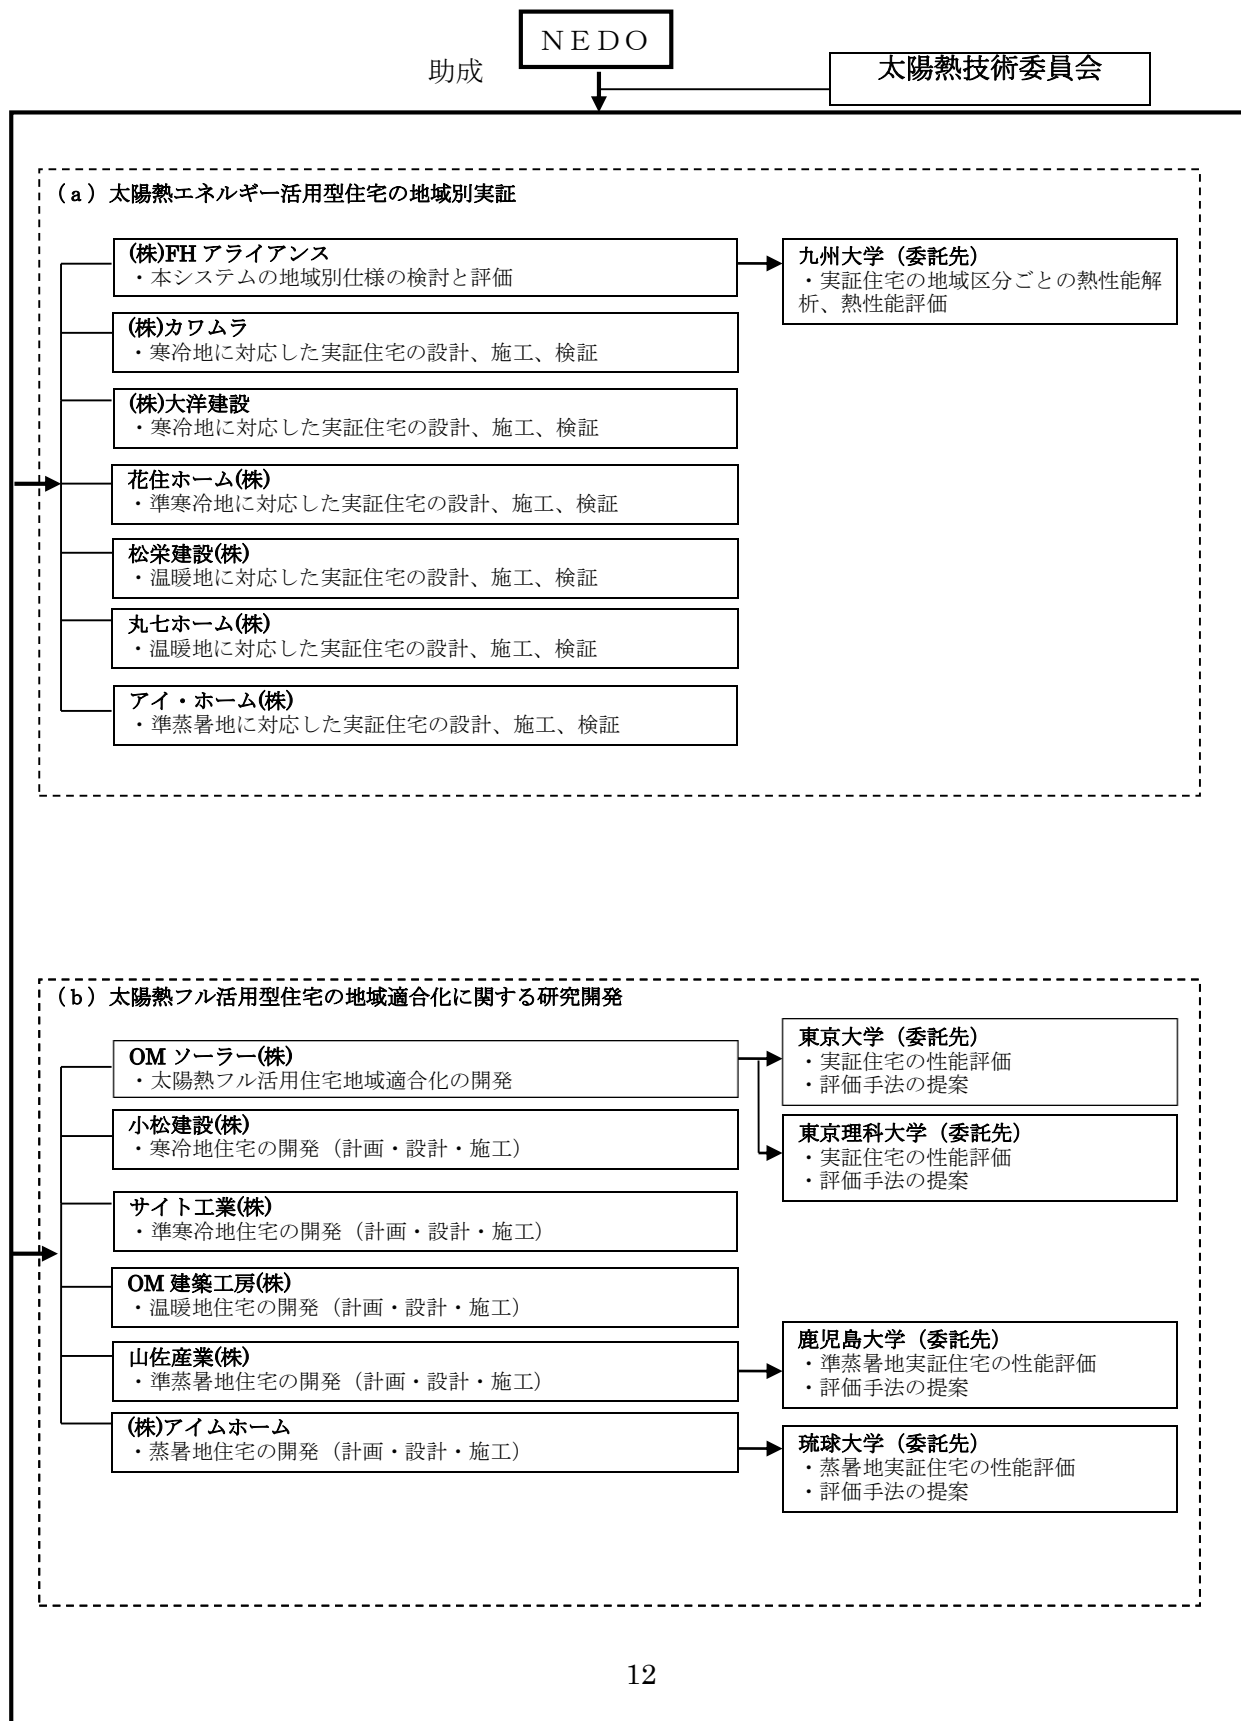 NEDO
助成
太陽熱技術委員会
（a）太陽熱エネルギー活用型住宅の地域別実証
(株)FH アライアンス
・本システムの地域別仕様の検討と評価
九州大学（委託先）
・実証住宅の地域区分ごとの熱性能解
析、熱性能評価
(株)カワムラ
・寒冷地に対応した実証住宅の設計、施工、検証
(株)大洋建設
・寒冷地に対応した実証住宅の設計、施工、検証
花住ホーム(株)
・準寒冷地に対応した実証住宅の設計、施工、検証
松栄建設(株)
・温暖地に対応した実証住宅の設計、施工、検証
丸七ホーム(株)
・温暖地に対応した実証住宅の設計、施工、検証
アイ・ホーム(株)
・準蒸暑地に対応した実証住宅の設計、施工、検証
（b）太陽熱フル活用型住宅の地域適合化に関する研究開発
OM ソーラー(株)
・太陽熱フル活用住宅地域適合化の開発
東京大学（委託先）
・実証住宅の性能評価
・評価手法の提案
小松建設(株)
・寒冷地住宅の開発（計画・設計・施工）
東京理科大学（委託先）
・実証住宅の性能評価
・評価手法の提案
サイト工業(株)
・準寒冷地住宅の開発（計画・設計・施工）
OM 建築工房(株)
・温暖地住宅の開発（計画・設計・施工）
山佐産業(株)
・準蒸暑地住宅の開発（計画・設計・施工）
鹿児島大学（委託先）
・準蒸暑地実証住宅の性能評価
・評価手法の提案
(株)アイムホーム
・蒸暑地住宅の開発（計画・設計・施工）
琉球大学（委託先）
・蒸暑地実証住宅の性能評価
・評価手法の提案
12